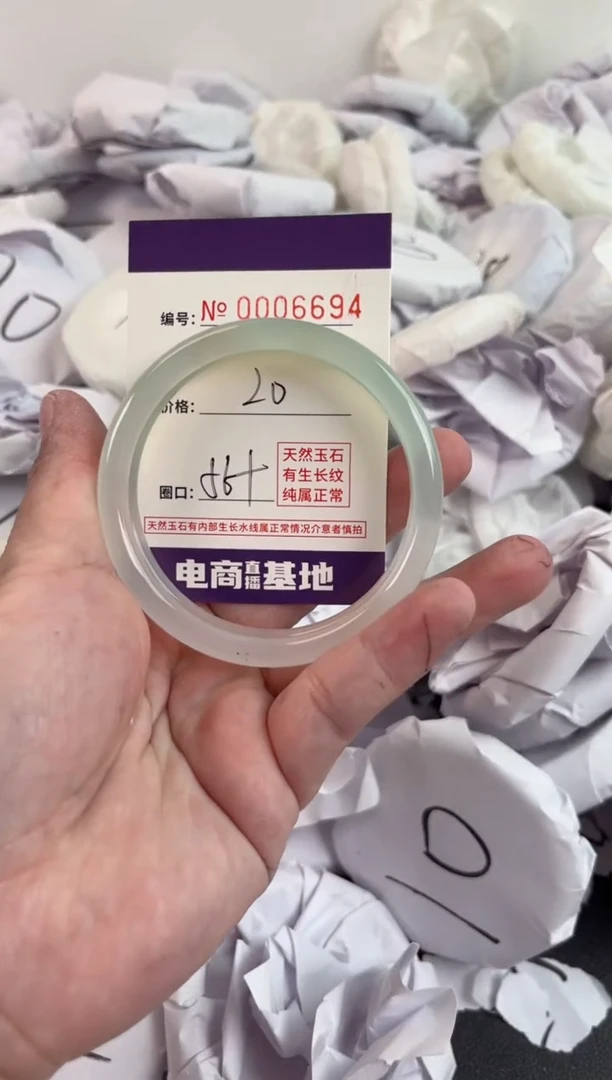 编号: № 0006694
价格: 20
圈口:
天然玉石
有生长纹
纯属正常
天然玉石有内部生长水线属正常情况介意者慎拍
电商直播基地
10